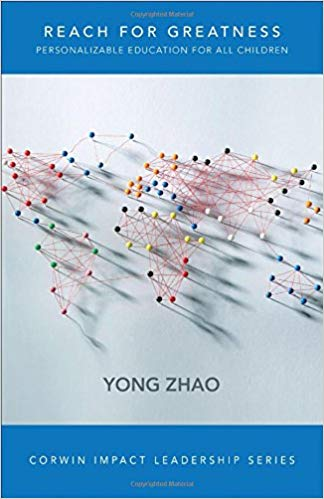 REACH FOR GREATNESS
PERSONALIZABLE EDUCATION FOR ALL CHILDREN
YONG ZHAO
CORWIN IMPACT LEADERSHIP SERIES